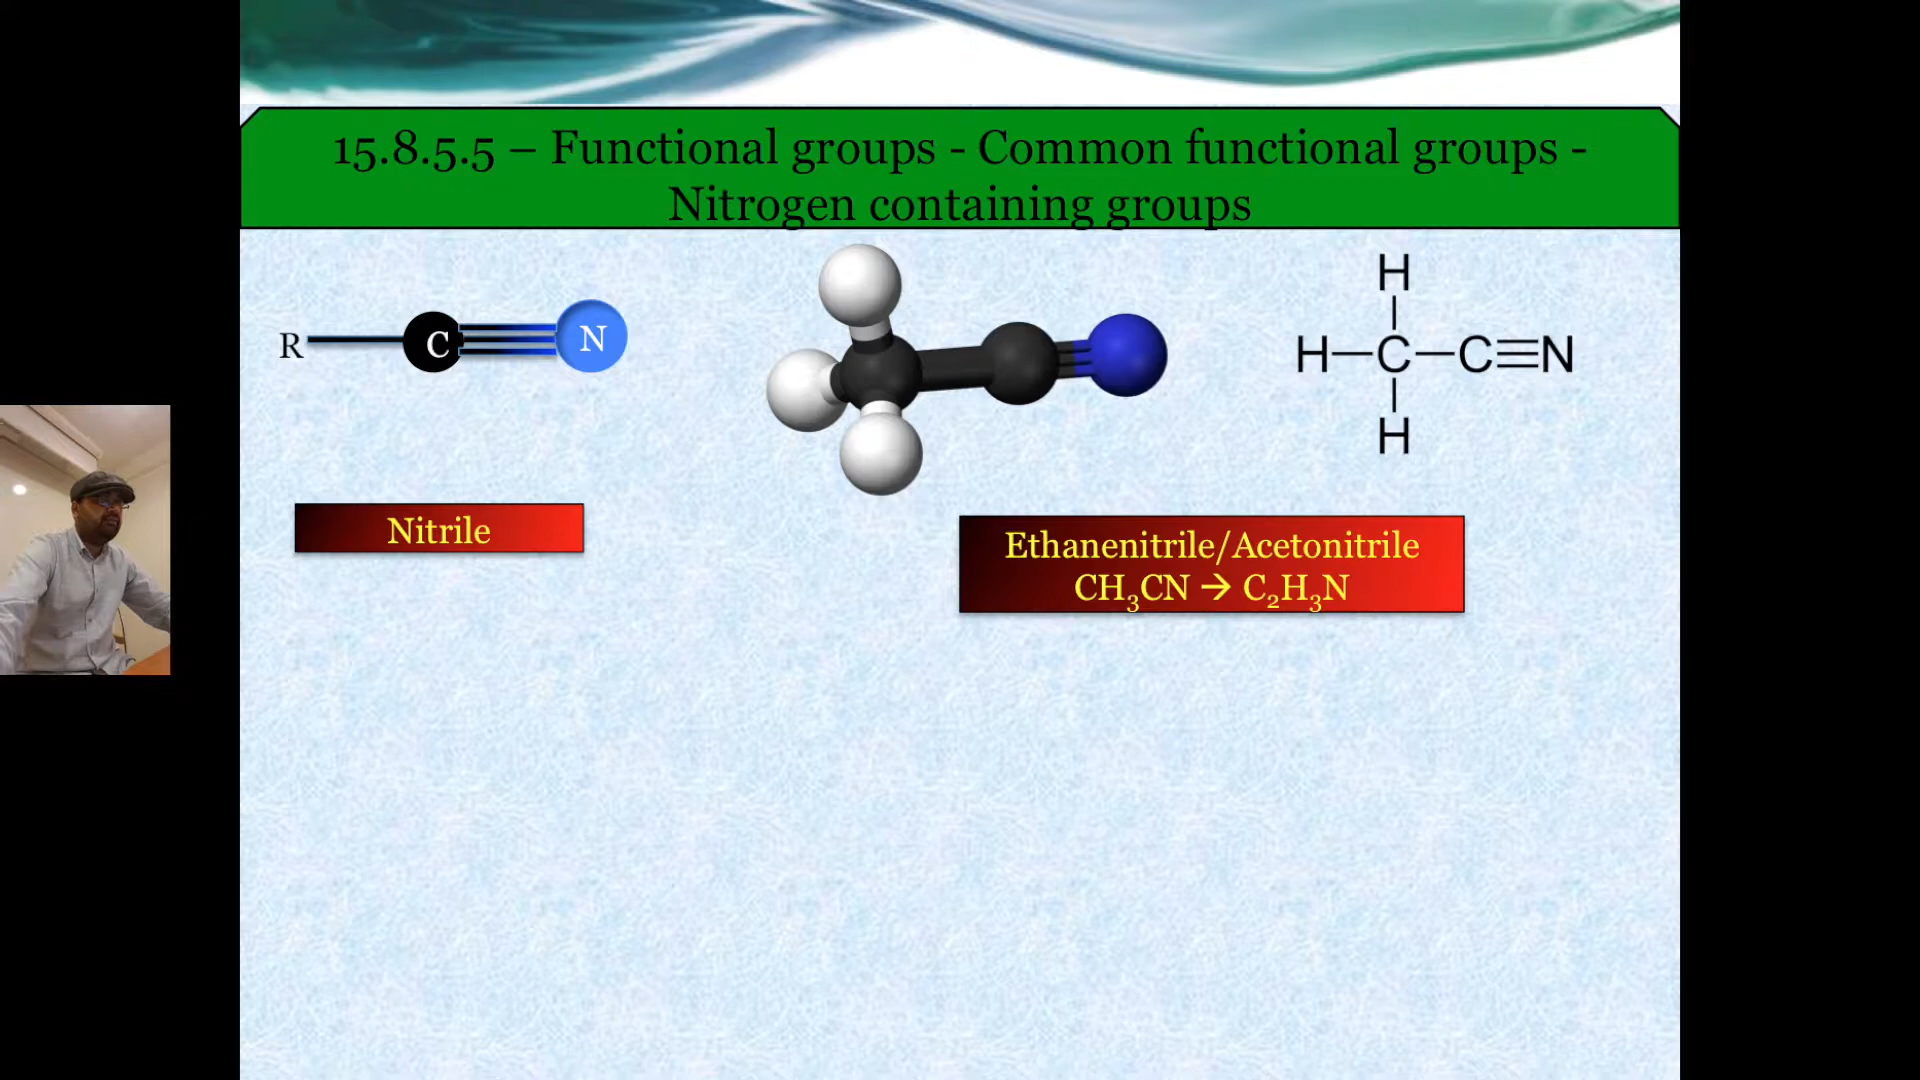 15.8.5.5 – Functional groups - Common functional groups -
Nitrogen containing groups
R C N
H
H C C N
H
Nitrile
Ethanenitrile/Acetonitrile
CH₃CN → C₂H₃N